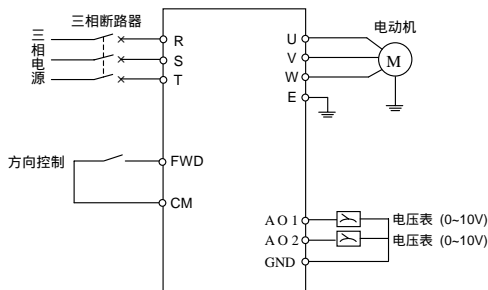 三相断路器
三相电源
R
S
T
方向控制
FWD
CM
电动机
U
V
W
E
M
AO1
电压表 (0~10V)
AO2
电压表 (0~10V)
GND